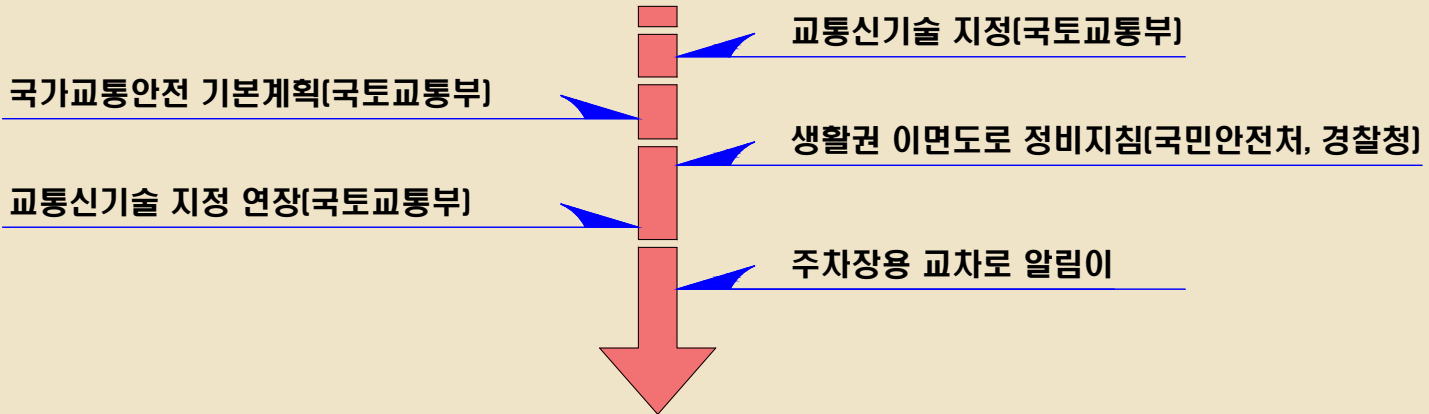 교통신기술 지정(국토교통부)
국가교통안전 기본계획(국토교통부)
생활권 이면도로 정비지침(국민안전처, 경찰청)
교통신기술 지정 연장(국토교통부)
주차장용 교차로 알림이